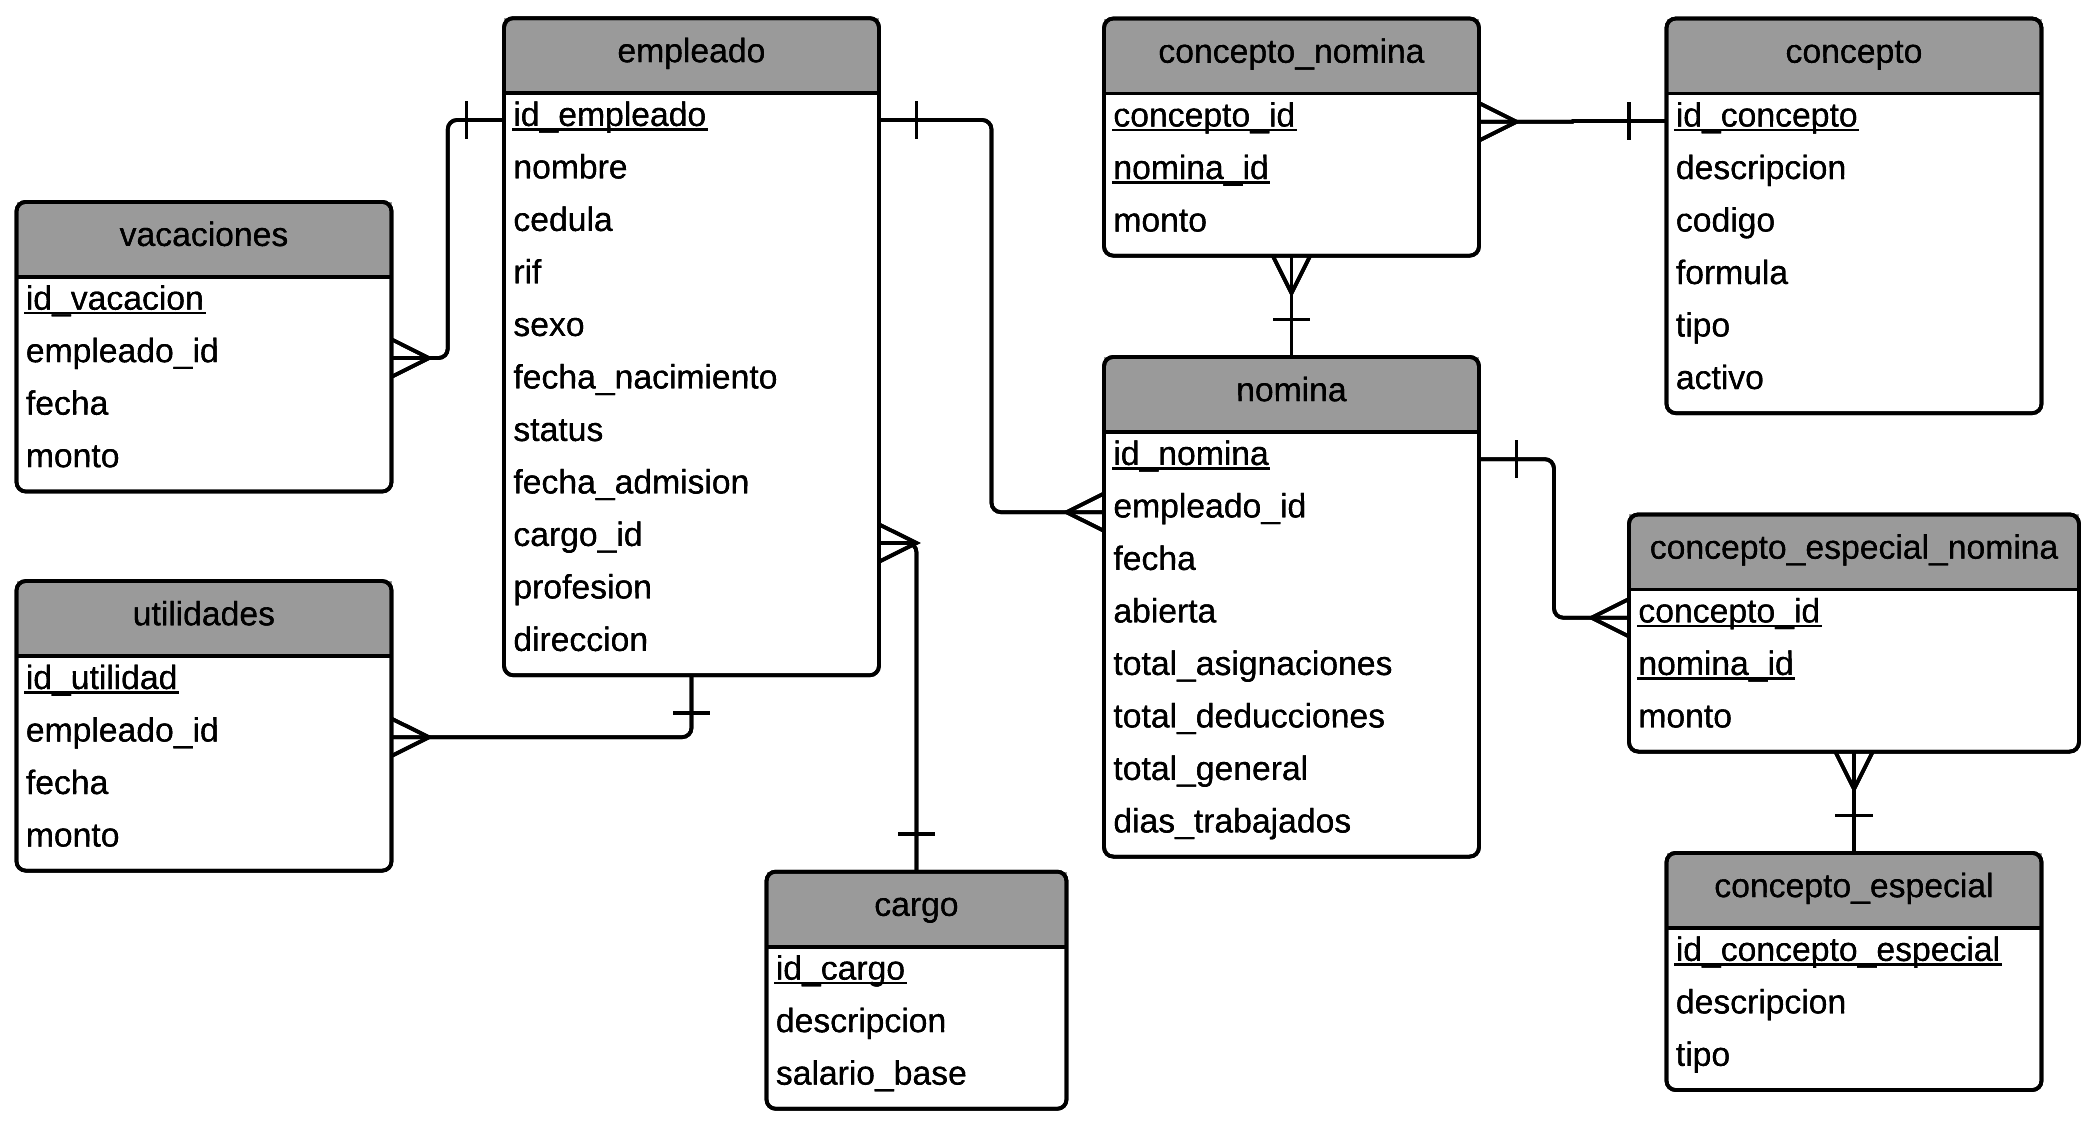 empleado
id_empleado
nombre
cedula
rif
sexo
fecha_nacimiento
status
fecha_admision
cargo_id
profesion
direccion
concepto_nomina
concepto_id
nomina_id
monto
concepto
id_concepto
descripcion
codigo
formula
tipo
activo
vacaciones
id_vacacion
empleado_id
fecha
monto
nomina
id_nomina
empleado_id
fecha
abierta
total_asignaciones
total_deducciones
total_general
dias_trabajados
concepto_especial_nomina
concepto_id
nomina_id
monto
utilidades
id_utilidad
empleado_id
fecha
monto
cargo
id_cargo
descripcion
salario_base
concepto_especial
id_concepto_especial
descripcion
tipo